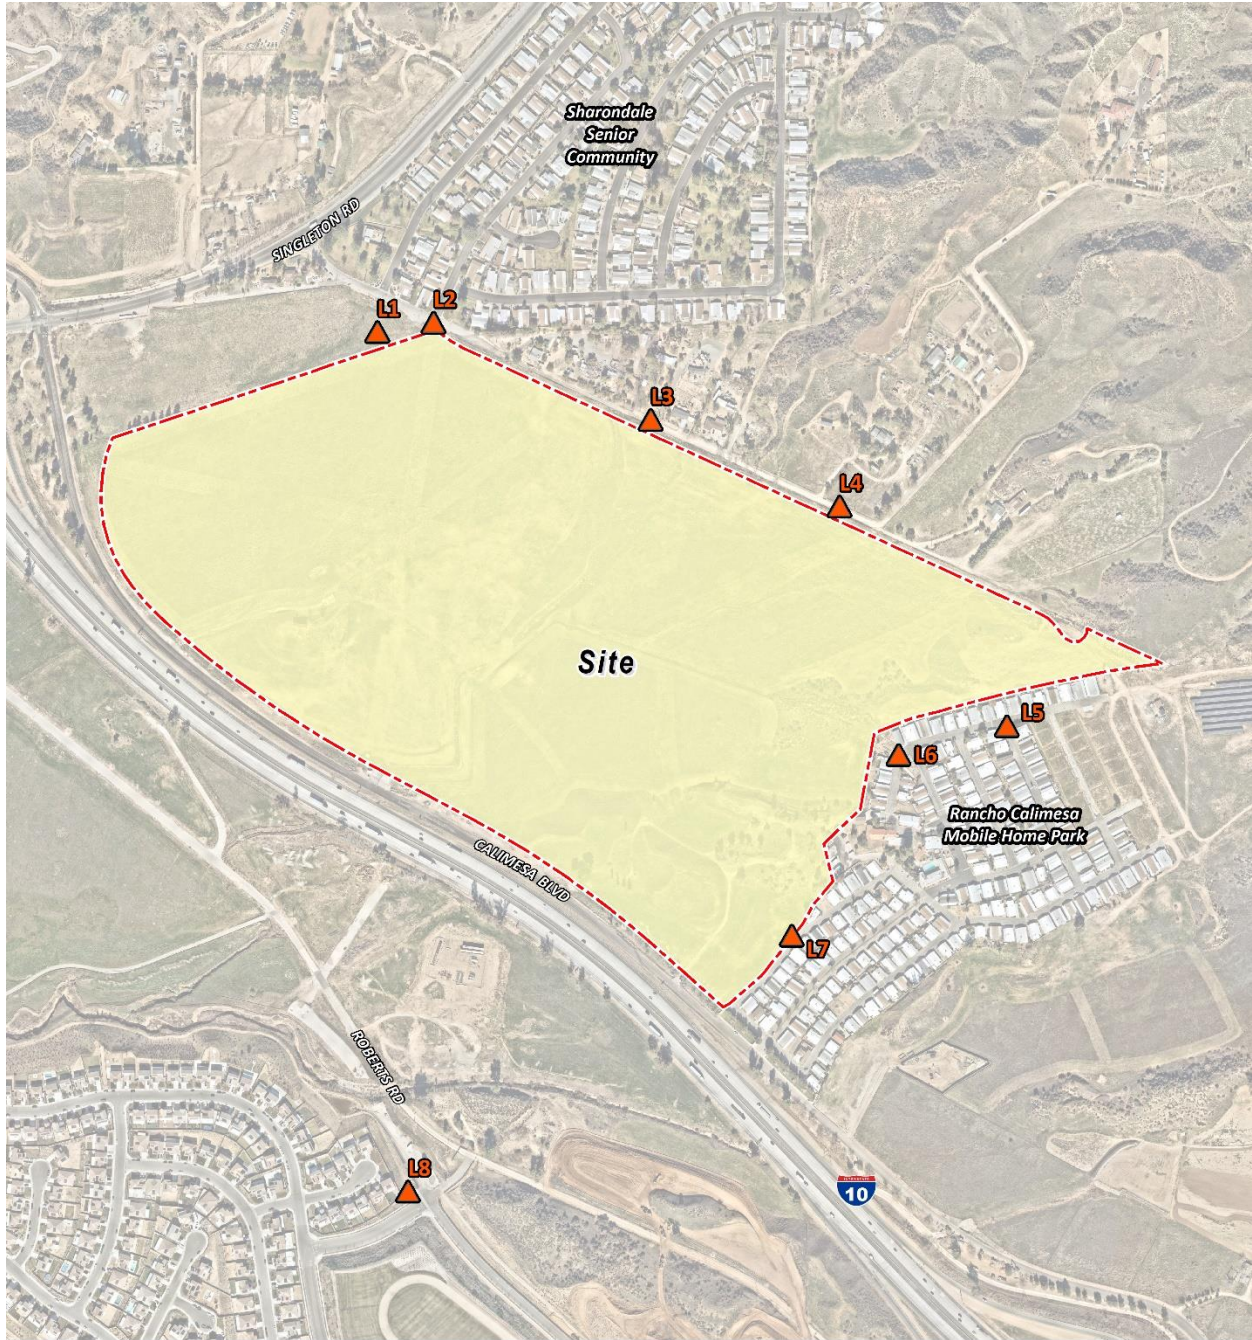 Sharondale
Senior
Community
SINGLETON RD
L1
L2
L3
L4
Site
L5
L6
Rancho Calimesa
Mobile Home Park
CALIMESA BLVD
L7
ROBERTS RD
L8
10